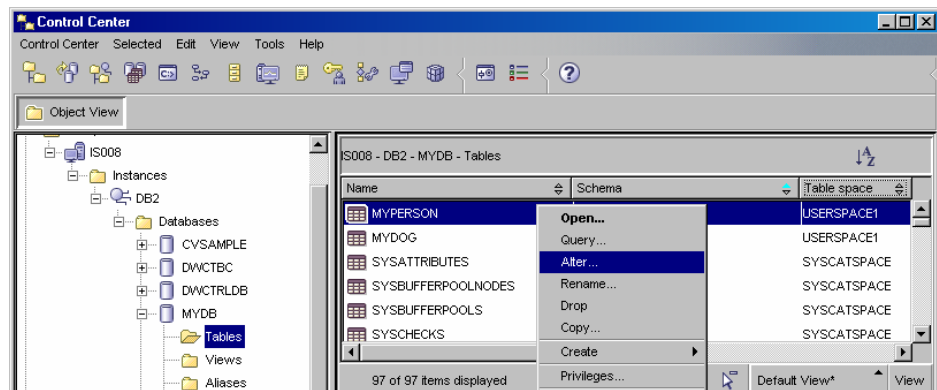 Control Center
Control Center Selected Edit View Tools Help
Object View
IS008
Instances
DB2
Databases
CVSAMPLE
DWCTBC
DWCTRLDB
MYDB
Tables
Views
Aliases
IS008 - DB2 - MYDB - Tables
Name Schema Table space
MYPERSON USERSPACE1
MYDOG USERSPACE1
SYSATTRIBUTES SYSCATSPACE
SYSBUFFERPOOLNODES SYSCATSPACE
SYSBUFFERPOOLS SYSCATSPACE
SYSCHECKS SYSCATSPACE
Open...
Query...
Alter...
Rename...
Drop
Copy...
Create
Privileges...
97 of 97 items displayed
Default View* View